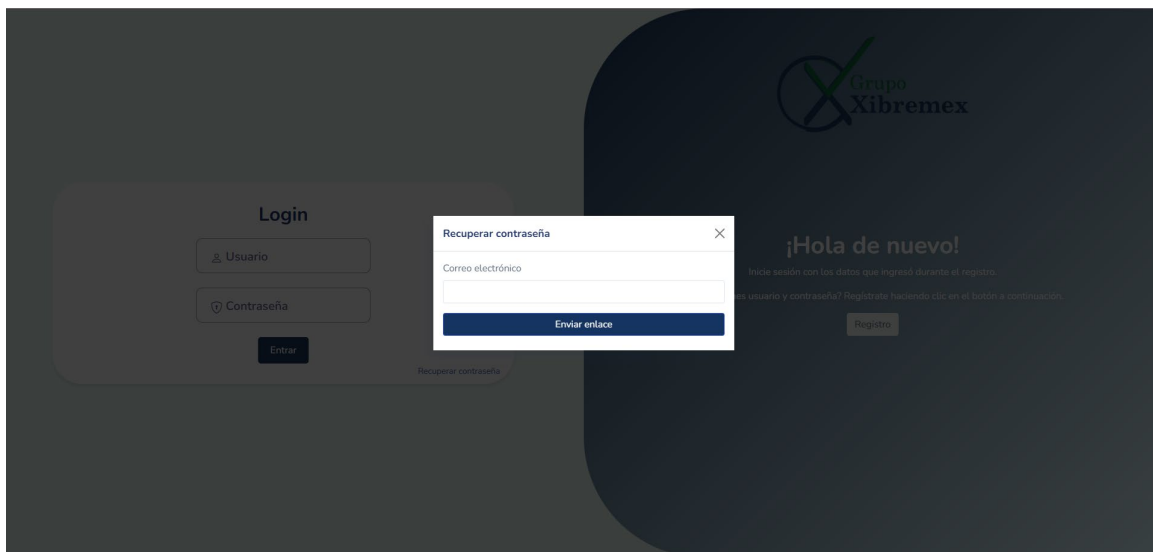 Grupo
Xibremex
Login
Usuario
Contraseña
Entrar
Recuperar contraseña
Recuperar contraseña
Correo electrónico
Enviar enlace
¡Hola de nuevo!
Inicie sesión con los datos que ingresó durante el registro.
usuario y contraseña? Regístrate haciendo clic en el botón a continuación.
Registro